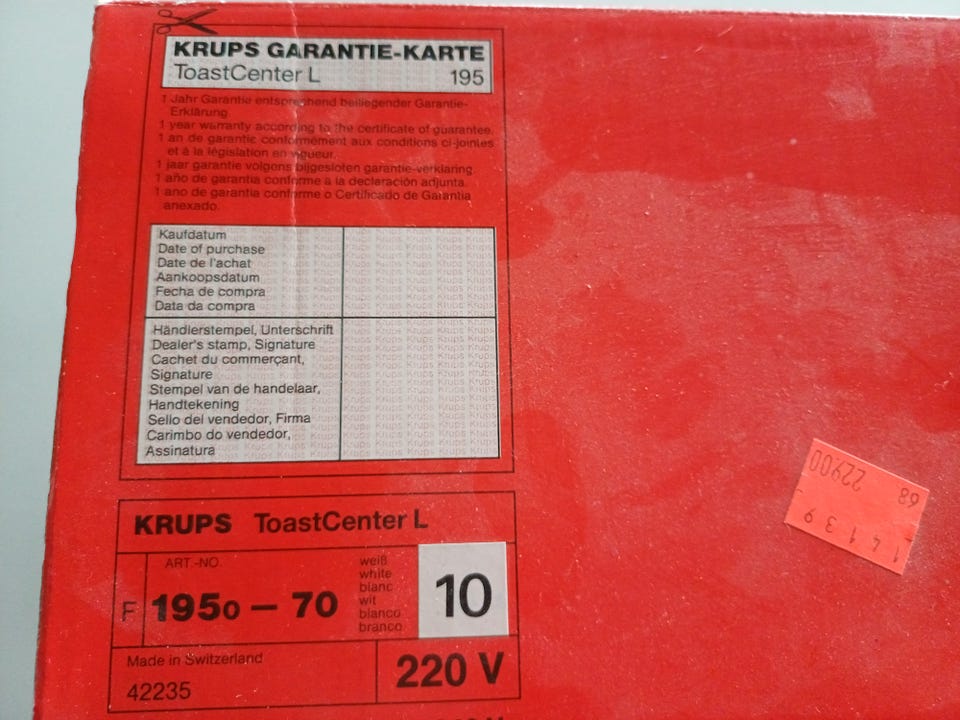 KRUPS GARANTIE-KARTE
ToastCenter L 195
1 Jahr Garantie entsprechend beiliegender Garantie-
Erklärung
1 year warranty according to the certificate of guarantee.
1 an de garantie conformément aux conditions ci-jointes
et à la législation en vigueur.
1 jaar garantie volgens bijgesloten garantie-verklaring.
1 año de garantia conforme a la declaración adjunta.
1 ano de garantia conforme o Certificado de Garantia
anexado.
Kaufdatum
Date of purchase
Date de l'achat
Aankoopsdatum
Fecha de compra
Data da compra
Händlerstempel, Unterschrift
Dealer's stamp, Signature
Cachet du commerçant,
Signature
Stempel van de handelaar,
Handtekening
Sello del vendedor, Firma
Carimbo do vendedor,
Assinatura
KRUPS ToastCenter L
ART.-NO.
F 1950 – 70
weiß
white
blanc
wit
blanco
branco
10
Made in Switzerland
42235
220 V
68 22900